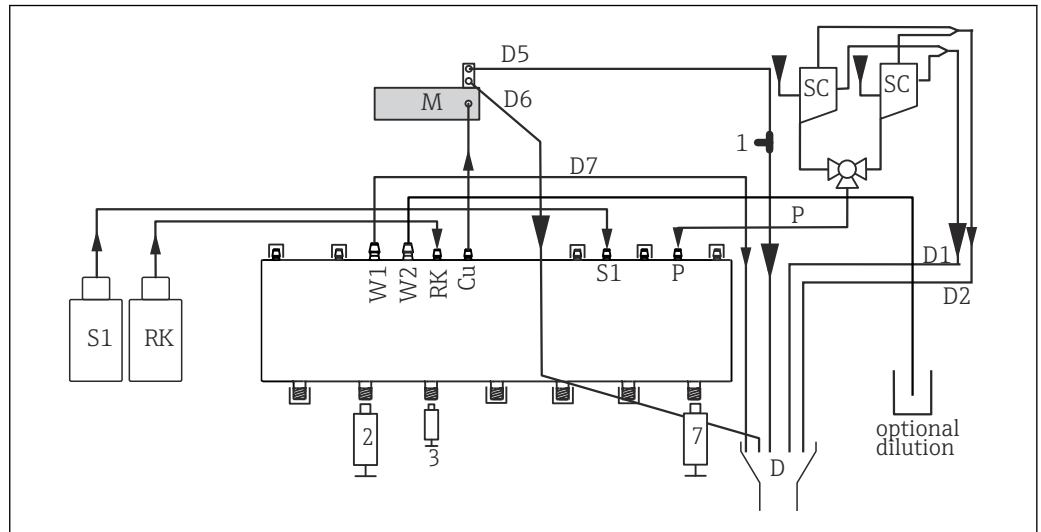 D5
M
D6
SC
SC
1
D7
P
W1
W2
RK
Cu
S1
P
D1
D2
S1
RK
2
3
7
D
optional
dilution